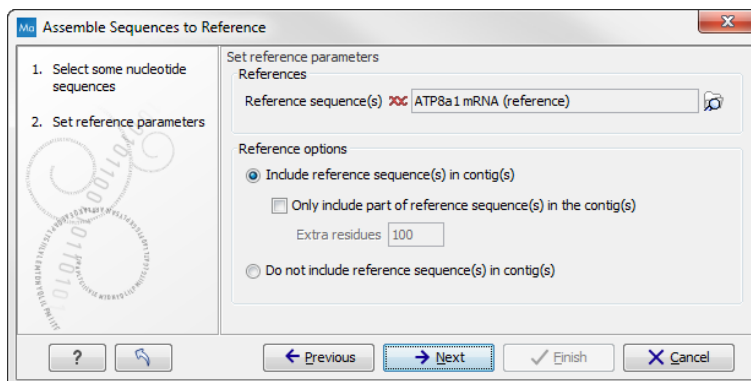 Ma Assemble Sequences to Reference
1. Select some nucleotide
sequences
2. Set reference parameters
Set reference parameters
References
Reference sequence(s) ATP8a1 mRNA (reference)
Reference options
Include reference sequence(s) in contig(s)
Only include part of reference sequence(s) in the contig(s)
Extra residues 100
Do not include reference sequence(s) in contig(s)
? Previous Next Finish Cancel